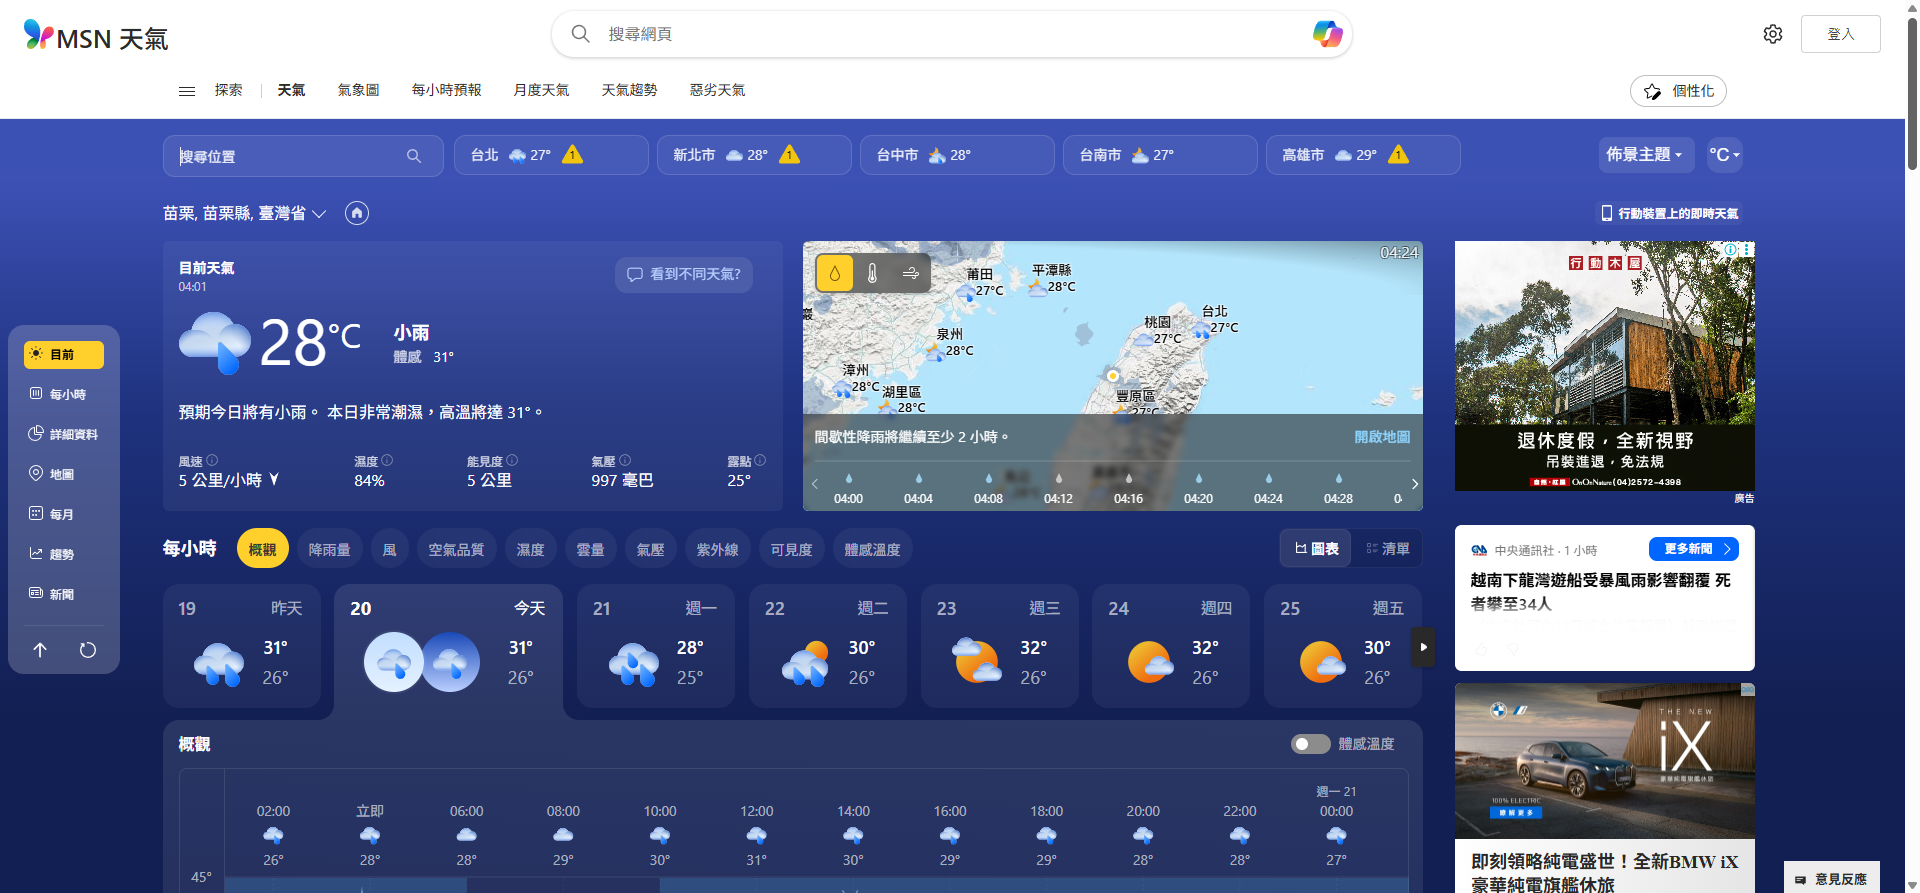 MSN 天氣
搜尋網頁
登入
探索
天氣
氣象圖
每小時預報
月度天氣
天氣趨勢
惡劣天氣
個性化
搜尋位置
台北 27° 1
新北市 28° 1
台中市 28°
台南市 27°
高雄市 29° 1
佈景主題
°C
苗栗, 苗栗縣, 臺灣省
行動裝置上的即時天氣
目前天氣
04:01
看到不同天氣?
28°C
小雨
體感 31°
預期今日將有小雨。 本日非常潮濕，高溫將達 31°。
風速
5 公里/小時
濕度
84%
能見度
5 公里
氣壓
997 毫巴
露點
25°
04:24
莆田
27°C
平潭縣
28°C
泉州
28°C
漳州
28°C
湖里區
28°C
桃園
27°C
台北
27°C
豐原區
27°C
間歇性降雨將繼續至少 2 小時。
開啟地圖
04:00
04:04
04:08
04:12
04:16
04:20
04:24
04:28
行動木屋
退休度假，全新視野
吊裝進退，免法規
OnOnNature (04)2572-4398
廣告
目前
每小時
詳細資料
地圖
每月
趨勢
新聞
每小時
概觀
降雨量
風
空氣品質
濕度
雲量
氣壓
紫外線
可見度
體感溫度
圖表
清單
19 昨天
31°
26°
20 今天
31°
26°
21 週一
28°
25°
22 週二
30°
26°
23 週三
32°
26°
24 週四
32°
26°
25 週五
30°
26°
中央通訊社 · 1 小時
更多新聞
越南下龍灣遊船受暴風雨影響翻覆 死
者攀至34人
概觀
體感溫度
週一 21
02:00
立即
06:00
08:00
10:00
12:00
14:00
16:00
18:00
20:00
22:00
00:00
26°
28°
28°
29°
30°
31°
30°
29°
29°
28°
28°
27°
45°
THE NEW
iX
豪華純電旗艦休旅
100% ELECTRIC
瞭解更多
即刻領略純電盛世！全新BMW iX
豪華純電旗艦休旅
意見反應